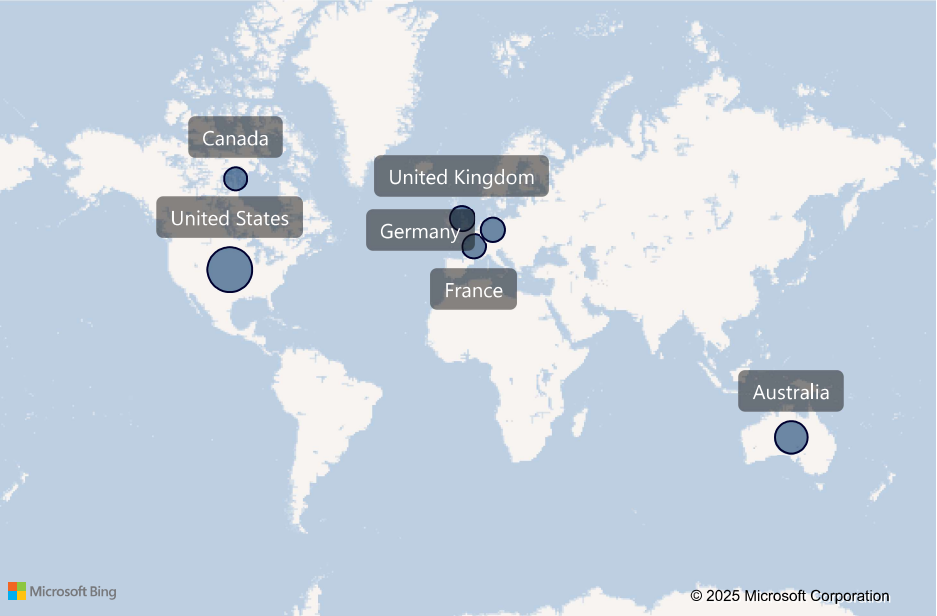 Canada
United Kingdom
United States
Germany
France
Australia
Microsoft Bing
© 2025 Microsoft Corporation